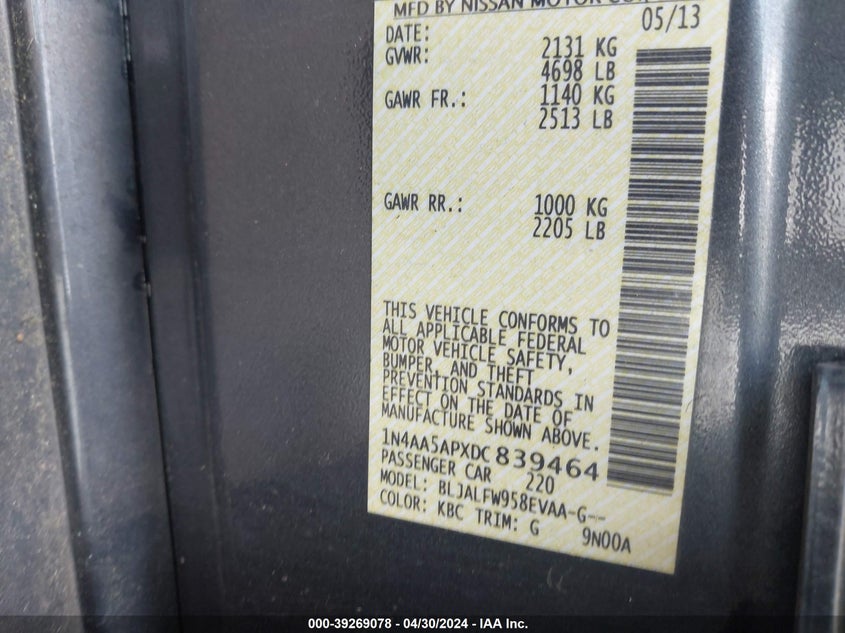 MFD BY NISSAN MOTOR
DATE: 05/13
GVWR: 2131 KG
4698 LB
GAWR FR.: 1140 KG
2513 LB
GAWR RR.: 1000 KG
2205 LB
THIS VEHICLE CONFORMS TO
ALL APPLICABLE FEDERAL
MOTOR VEHICLE SAFETY,
BUMPER, AND THEFT
PREVENTION STANDARDS IN
EFFECT ON THE DATE OF
MANUFACTURE SHOWN ABOVE.
1N4AA5APXDC839464
PASSENGER CAR 220
MODEL: BLJALFW958EVAA-G--
COLOR: KBC TRIM: G 9N00A
000-39269078 - 04/30/2024 - IAA Inc.